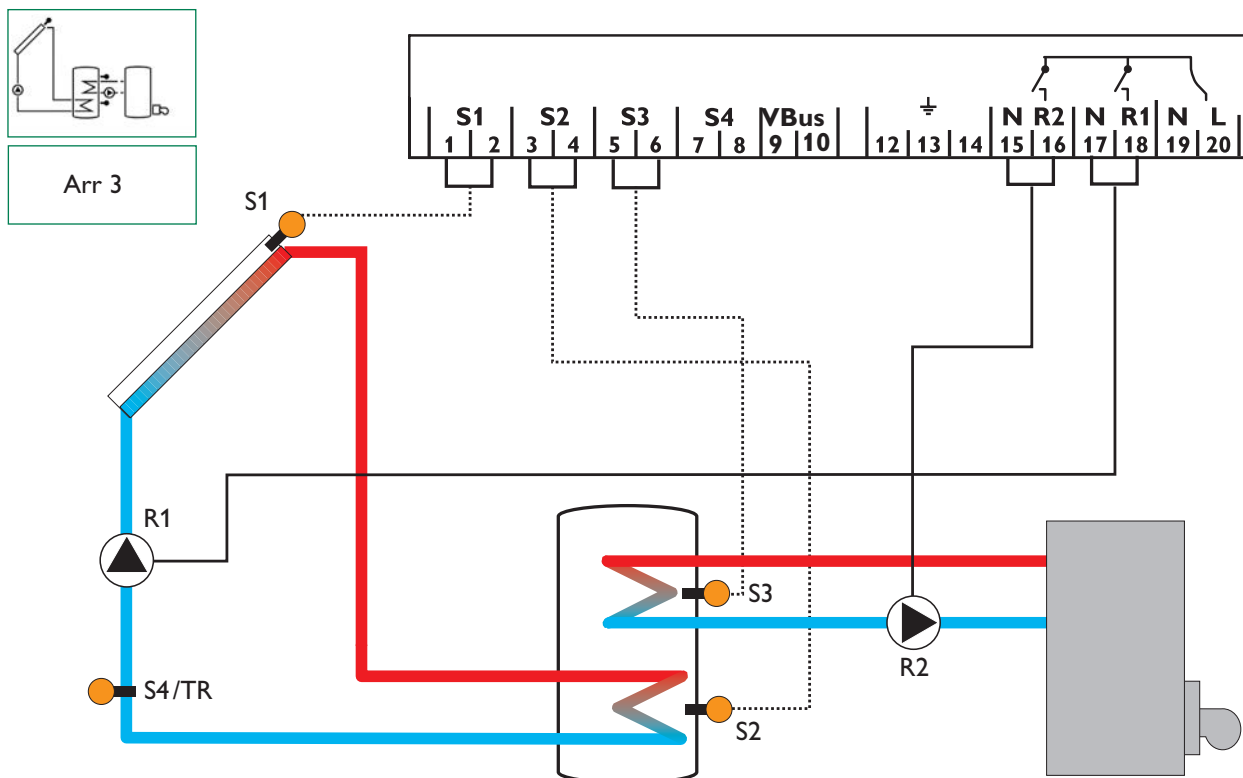 S1 S2 S3 S4 VBus ⏚ N R2 N R1 N L
1 2 3 4 5 6 7 8 9 10 12 13 14 15 16 17 18 19 20
Arr 3
S1
R1
S3
R2
S4/TR
S2